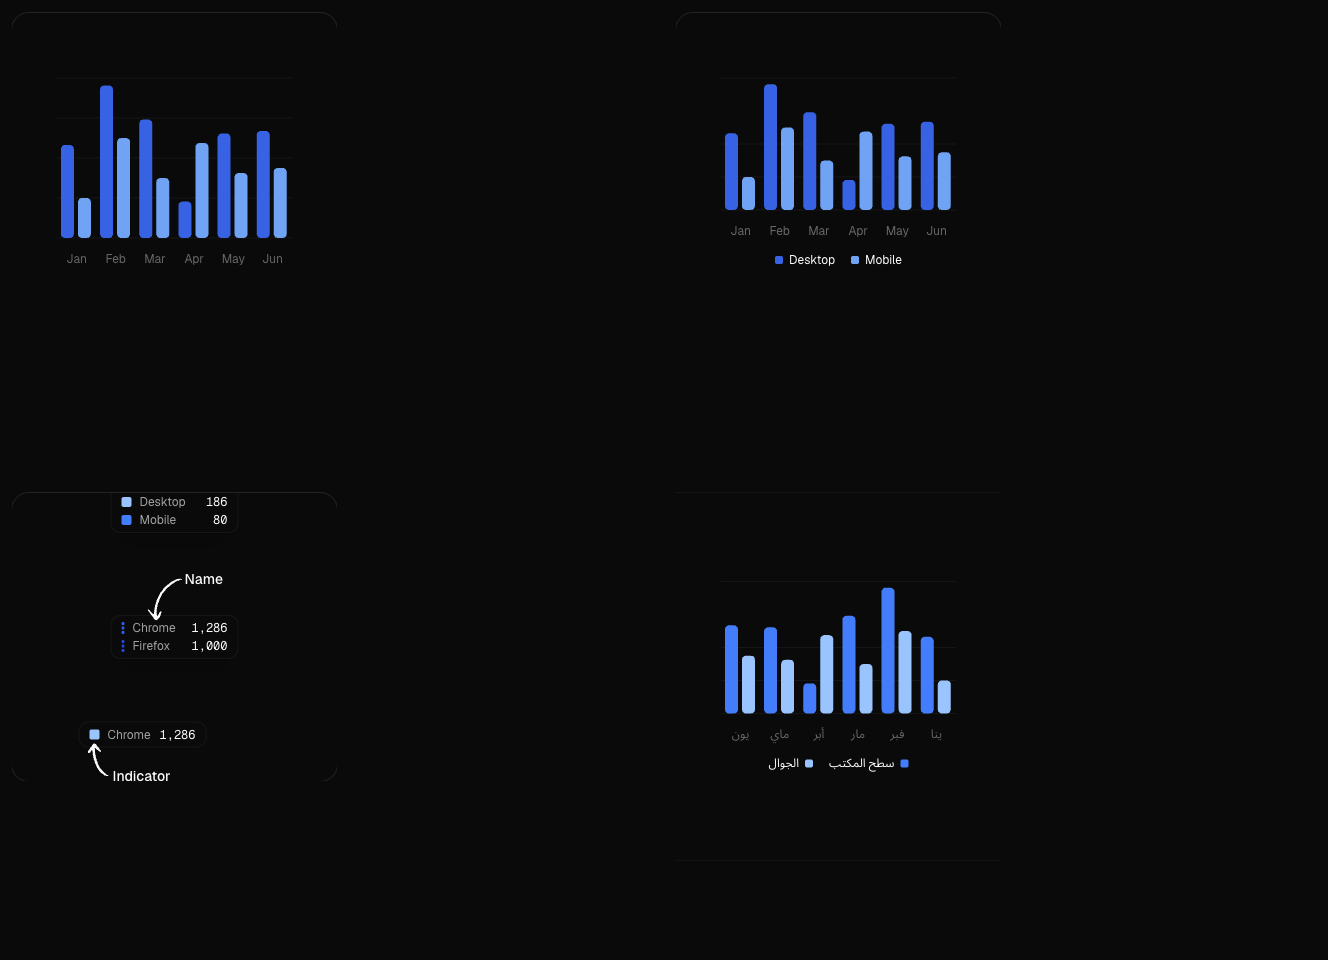 Jan Feb Mar Apr May Jun
Jan Feb Mar Apr May Jun
Desktop Mobile
Desktop 186
Mobile 80
Name
Chrome 1,286
Firefox 1,000
Chrome 1,286
Indicator
ينا فبر مار أبر ماي يون
سطح المكتب الجوال